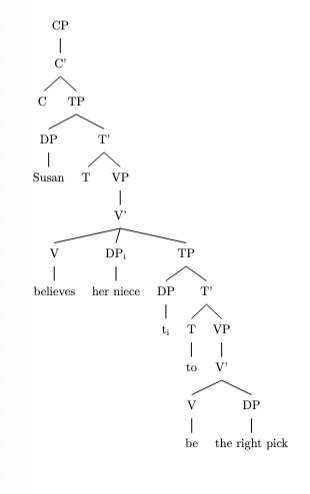 CP
C'
C TP
DP T'
Susan T VP
V'
V DPi TP
believes her niece DP T'
ti T VP
to V'
V DP
be the right pick